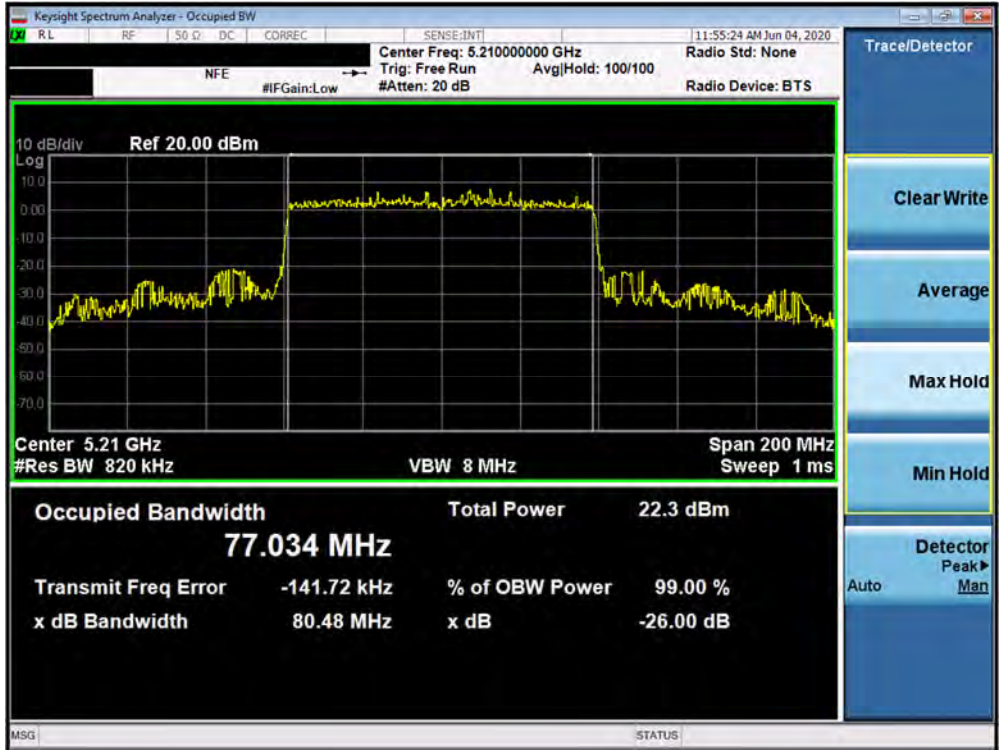 Keysight Spectrum Analyzer - Occupied BW
LXI RL RF 50 Ω DC CORREC SENSE:INT 11:55:24 AM Jun 04, 2020
Center Freq: 5.210000000 GHz Radio Std: None
NFE Trig: Free Run Avg|Hold: 100/100
#IFGain:Low #Atten: 20 dB Radio Device: BTS
10 dB/div Ref 20.00 dBm
Log
10.0
0.00
-10.0
-20.0
-30.0
-40.0
-50.0
-60.0
-70.0
Center 5.21 GHz Span 200 MHz
#Res BW 820 kHz VBW 8 MHz Sweep 1 ms
Occupied Bandwidth Total Power 22.3 dBm
77.034 MHz
Transmit Freq Error -141.72 kHz % of OBW Power 99.00 %
x dB Bandwidth 80.48 MHz x dB -26.00 dB
MSG STATUS
Trace/Detector
Clear Write
Average
Max Hold
Min Hold
Detector
Peak▶
Auto Man